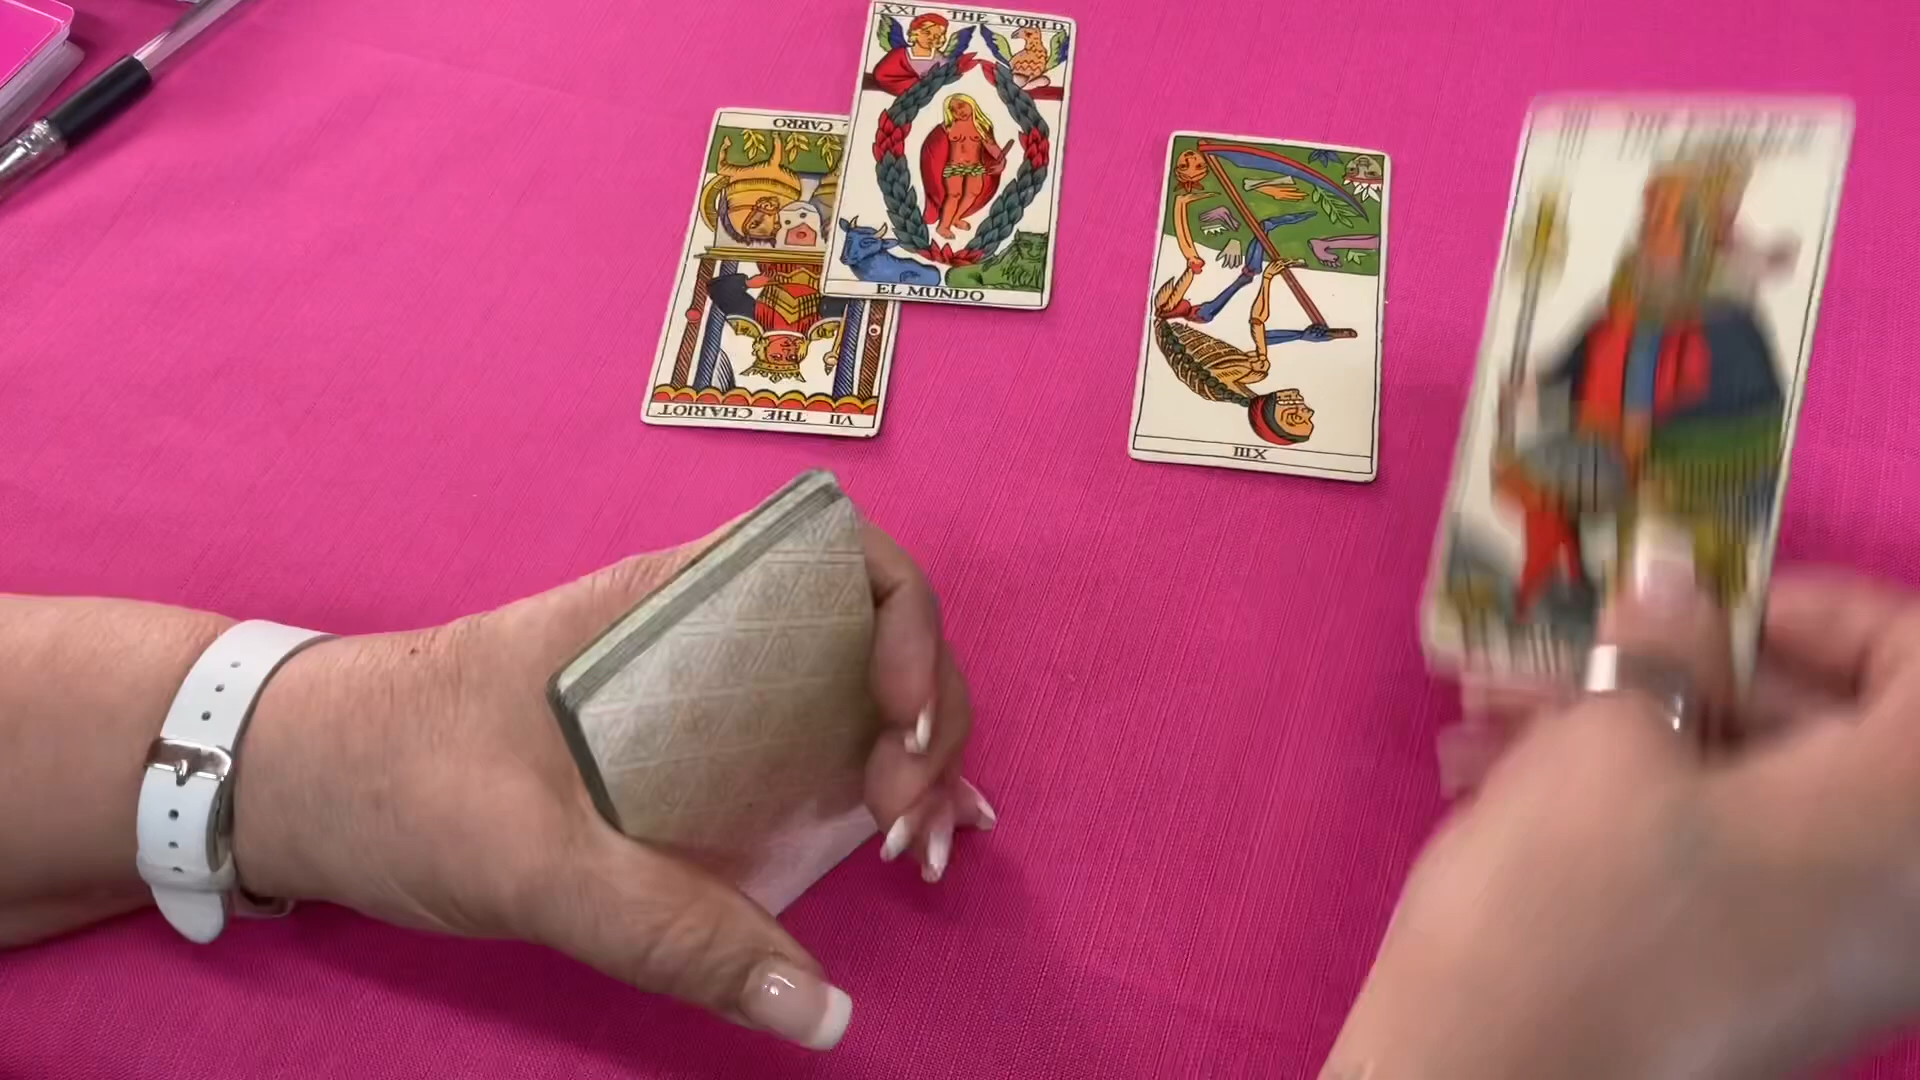 XXI THE WORLD
EL MUNDO
CARRO
VII THE CHARIOT
XIII